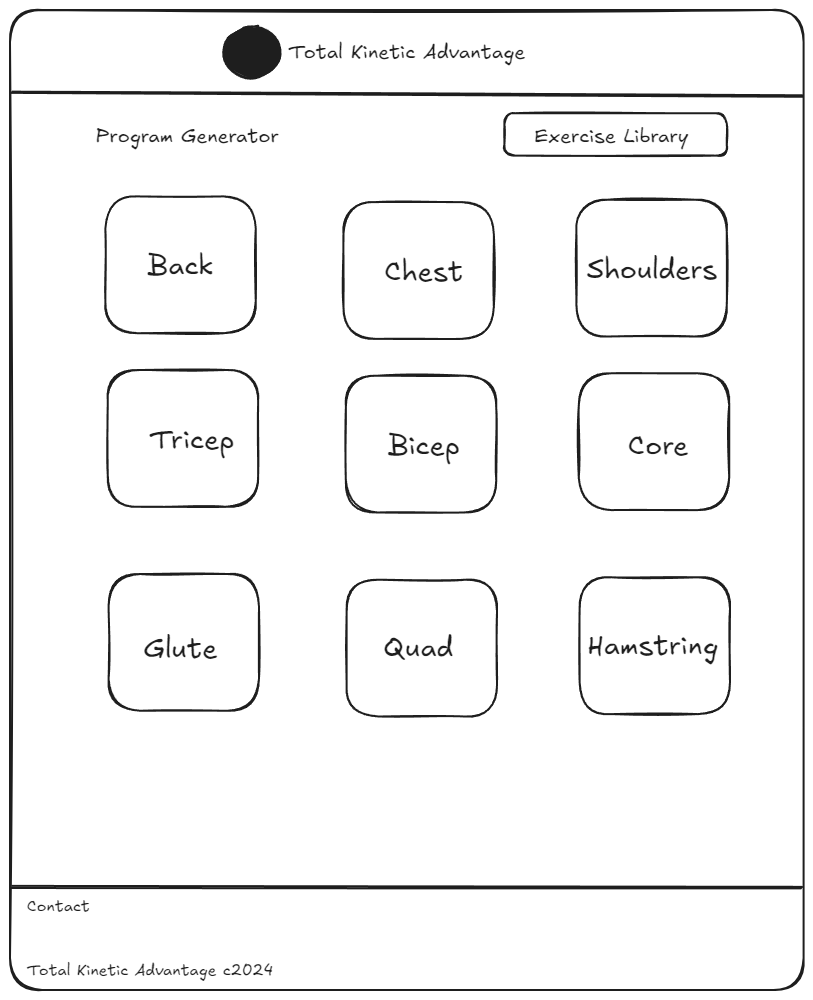 Total Kinetic Advantage
Program Generator
Exercise Library
Back
Chest
Shoulders
Tricep
Bicep
Core
Glute
Quad
Hamstring
Contact
Total Kinetic Advantage c2024